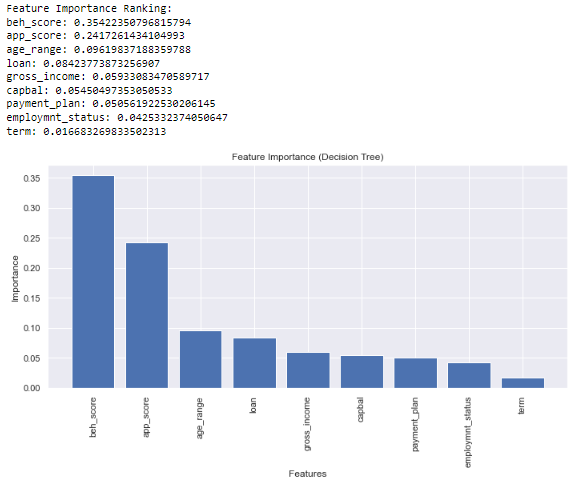 Feature Importance Ranking:
beh_score: 0.35422350796815794
app_score: 0.2417261434104993
age_range: 0.09619837188359788
loan: 0.08423773873256907
gross_income: 0.05933083470589717
capbal: 0.05450497353050533
payment_plan: 0.050561922530206145
employmnt_status: 0.0425332374050647
term: 0.016683269833502313
Feature Importance (Decision Tree)
0.35
0.30
0.25
0.20
0.15
0.10
0.05
0.00
Importance
beh_score
app_score
age_range
loan
gross_income
capbal
payment_plan
employmnt_status
term
Features